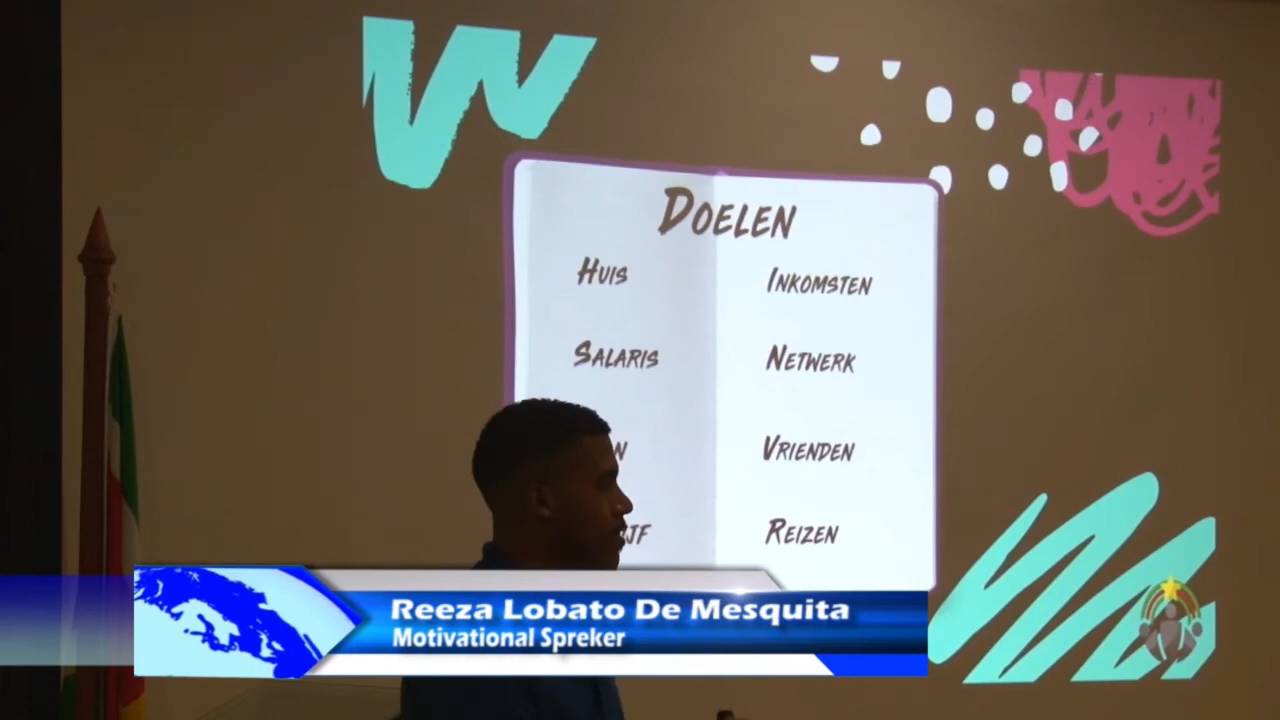 Doelen
Huis
Inkomsten
Salaris
Netwerk
Vrienden
Reizen
Reeza Lobato De Mesquita
Motivational Spreker